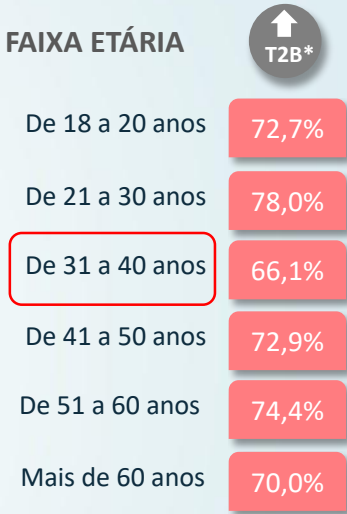 FAIXA ETÁRIA
T2B*
De 18 a 20 anos 72,7%
De 21 a 30 anos 78,0%
De 31 a 40 anos 66,1%
De 41 a 50 anos 72,9%
De 51 a 60 anos 74,4%
Mais de 60 anos 70,0%